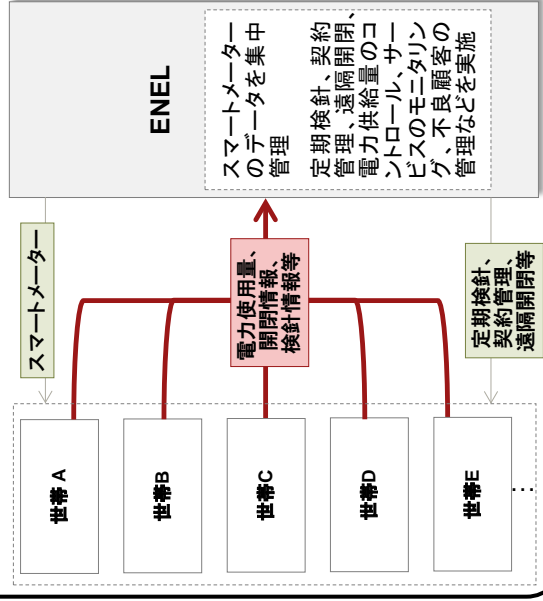 ENEL
スマートメーター
のデータを集中
管理
定期検針、契約
管理、遠隔開閉、
電力供給量のコ
ントロール、サー
ビスのモニタリン
グ、不良顧客の
管理などを実施
スマートメーター
電力使用量、
開閉情報、
検針情報等
定期検針、
契約管理、
遠隔開閉等
世帯 A
世帯B
世帯C
世帯D
世帯E
…